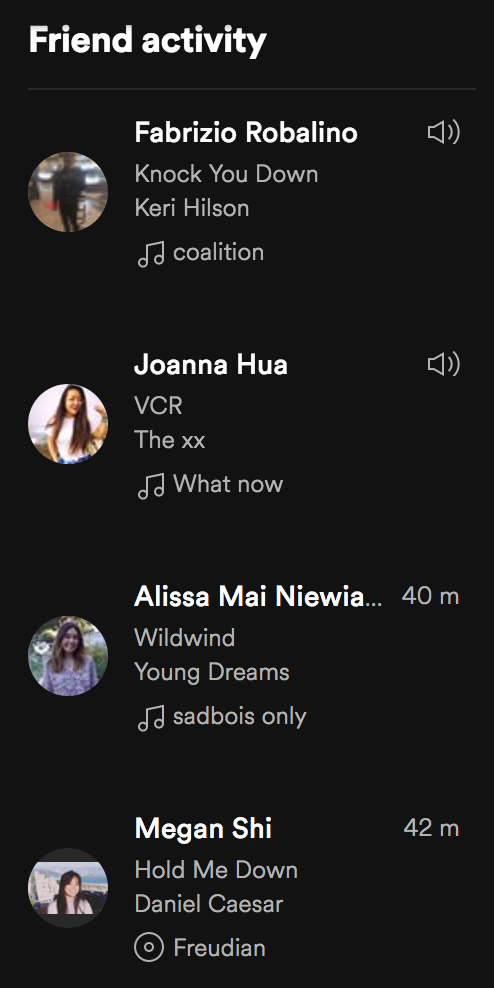 Friend activity
Fabrizio Robalino
Knock You Down
Keri Hilson
coalition
Joanna Hua
VCR
The xx
What now
Alissa Mai Niewia... 40 m
Wildwind
Young Dreams
sadbois only
Megan Shi 42 m
Hold Me Down
Daniel Caesar
Freudian